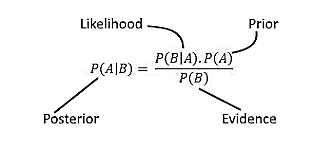 Likelihood Prior
P(A|B) = P(B|A).P(A) / P(B)
Posterior Evidence